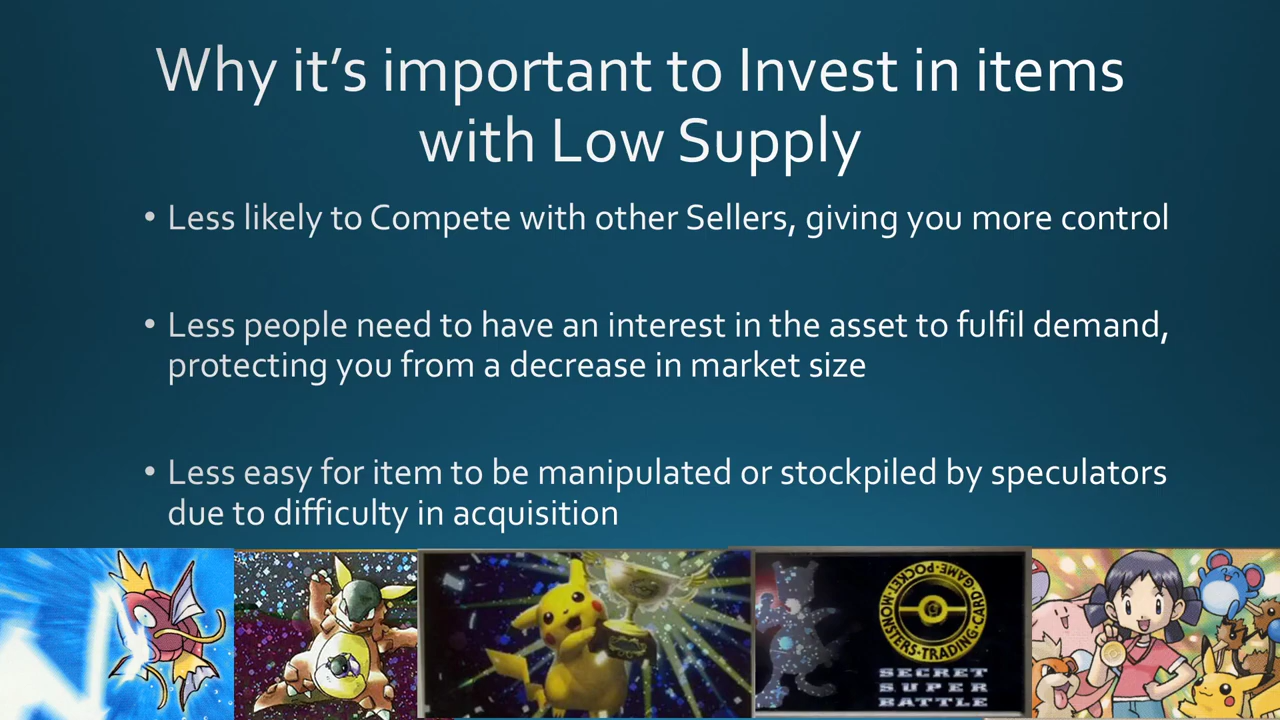 Why it's important to Invest in items
with Low Supply
• Less likely to Compete with other Sellers, giving you more control
• Less people need to have an interest in the asset to fulfil demand,
protecting you from a decrease in market size
• Less easy for item to be manipulated or stockpiled by speculators
due to difficulty in acquisition
POCKET MONSTERS TRADING CARD GAME
SECRET
SUPER
BATTLE